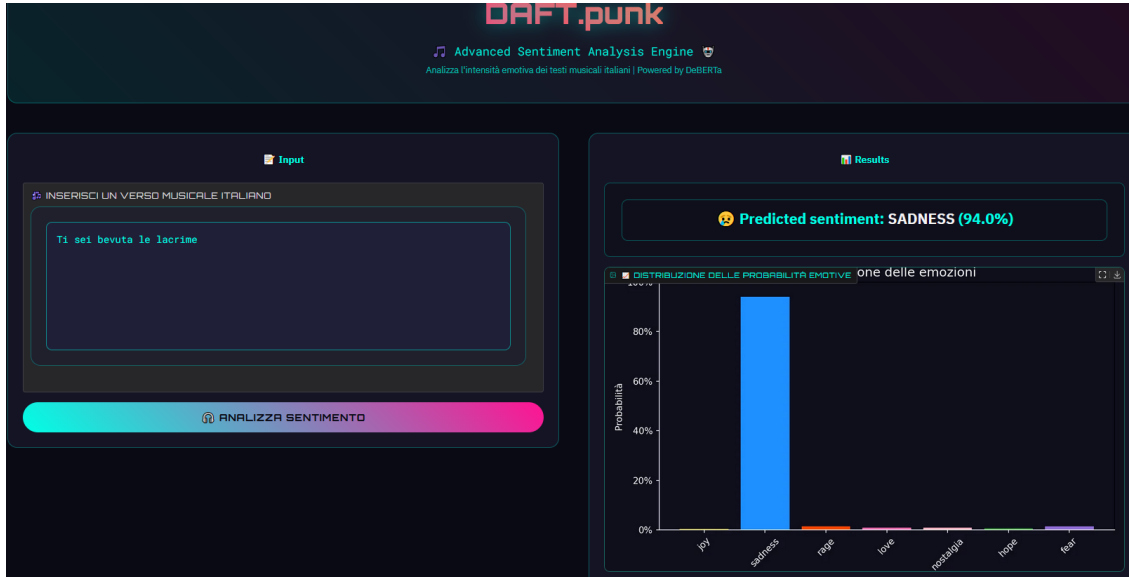 DAFT.punk
🎵 Advanced Sentiment Analysis Engine 🤖
Analizza l'intensità emotiva dei testi musicali italiani | Powered by DeBERTa
📝 Input
INSERISCI UN VERSO MUSICALE ITALIANO
Ti sei bevuta le lacrime
🎧 ANALIZZA SENTIMENTO
📊 Results
😢 Predicted sentiment: SADNESS (94.0%)
📈 DISTRIBUZIONE DELLE PROBABILITÀ EMOTIVE
one delle emozioni
100%
80%
60%
40%
20%
0%
Probabilità
joy
sadness
rage
love
nostalgia
hope
fear